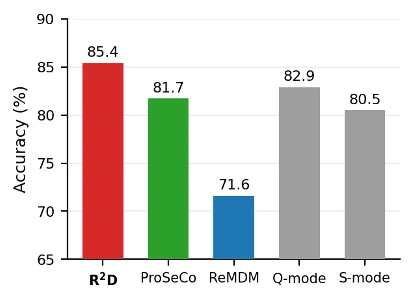 90
85
80
75
70
65
Accuracy (%)
85.4
81.7
71.6
82.9
80.5
R²D
ProSeCo
ReMDM
Q-mode
S-mode